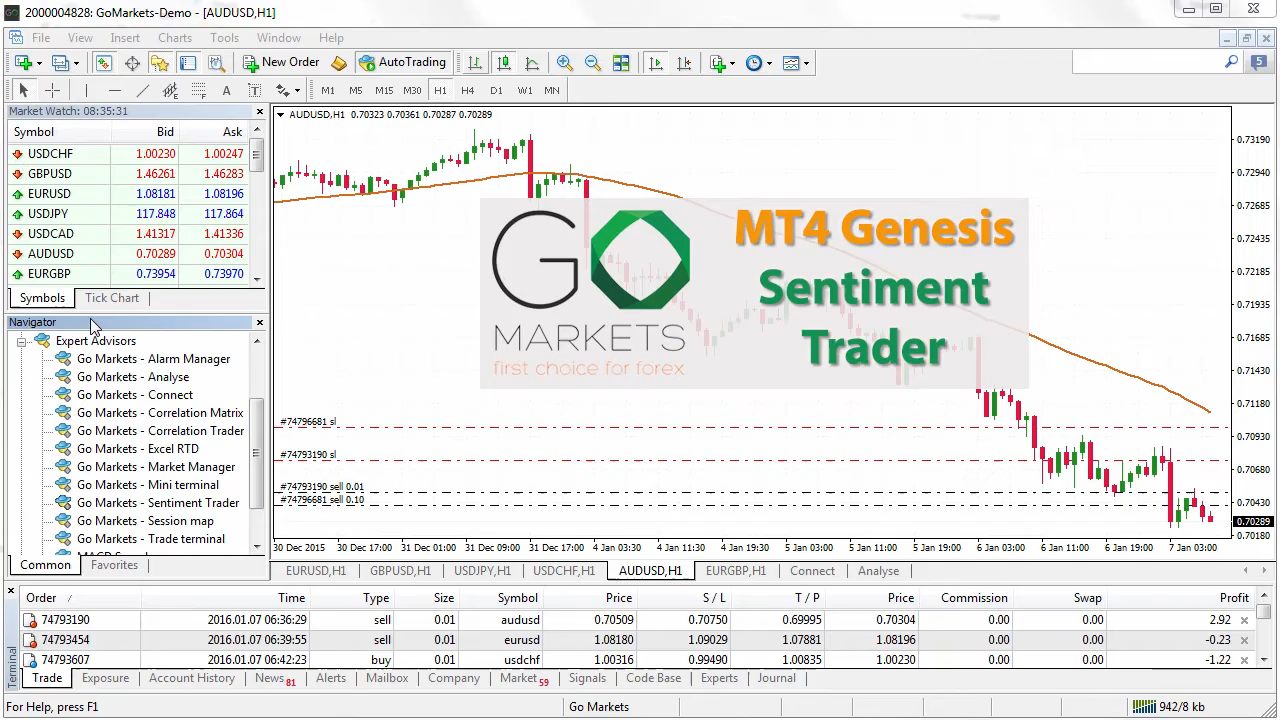 2000004828: GoMarkets-Demo - [AUDUSD,H1]
File View Insert Charts Tools Window Help
New Order AutoTrading 5
A T M1 M5 M15 M30 H1 H4 D1 W1 MN
Market Watch: 08:35:31
Symbol Bid Ask
USDCHF 1.00230 1.00247
GBPUSD 1.46261 1.46283
EURUSD 1.08181 1.08196
USDJPY 117.848 117.864
USDCAD 1.41317 1.41336
AUDUSD 0.70289 0.70304
EURGBP 0.73954 0.73970
Symbols Tick Chart
Navigator
Expert Advisors
Go Markets - Alarm Manager
Go Markets - Analyse
Go Markets - Connect
Go Markets - Correlation Matrix
Go Markets - Correlation Trader
Go Markets - Excel RTD
Go Markets - Market Manager
Go Markets - Mini terminal
Go Markets - Sentiment Trader
Go Markets - Session map
Go Markets - Trade terminal
Common Favorites
AUDUSD,H1 0.70323 0.70361 0.70287 0.70289
GO
MARKETS
first choice for forex
MT4 Genesis
Sentiment
Trader
#74796681 sl
#74793190 sl
#74793190 sell 0.01
#74796681 sell 0.10
0.73190
0.72940
0.72685
0.72435
0.72185
0.71935
0.71685
0.71430
0.71180
0.70930
0.70680
0.70430
0.70289
0.70180
30 Dec 2015 30 Dec 17:00 31 Dec 01:00 31 Dec 09:00 31 Dec 17:00 4 Jan 03:30 4 Jan 11:30 4 Jan 19:30 5 Jan 03:00 5 Jan 11:00 5 Jan 19:00 6 Jan 03:00 6 Jan 11:00 6 Jan 19:00 7 Jan 03:00
EURUSD,H1 GBPUSD,H1 USDJPY,H1 USDCHF,H1 AUDUSD,H1 EURGBP,H1 Connect Analyse
Order / Time Type Size Symbol Price S / L T / P Price Commission Swap Profit
74793190 2016.01.07 06:36:29 sell 0.01 audusd 0.70509 0.70750 0.69995 0.70304 0.00 0.00 2.92
74793454 2016.01.07 06:39:55 sell 0.01 eurusd 1.08180 1.09029 1.07881 1.08196 0.00 0.00 -0.23
74793607 2016.01.07 06:42:23 buy 0.01 usdchf 1.00316 0.99490 1.00835 1.00230 0.00 0.00 -1.22
Terminal
Trade Exposure Account History News 81 Alerts Mailbox Company Market 59 Signals Code Base Experts Journal
For Help, press F1 Go Markets 942/8 kb